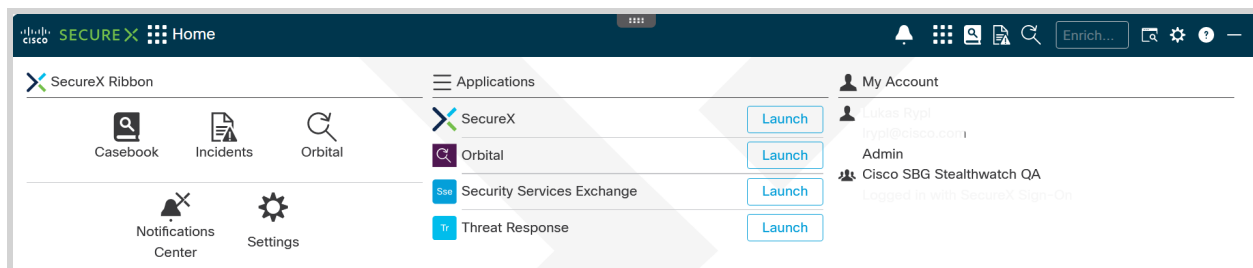 cisco SECUREX Home Enrich... ?
SecureX Ribbon
Casebook Incidents Orbital
Notifications
Center
Settings
Applications
SecureX Launch
Orbital Launch
Sse Security Services Exchange Launch
Tr Threat Response Launch
My Account
Lukas Rypl
lrypl@cisco.com
Admin
Cisco SBG Stealthwatch QA
Logged in with SecureX Sign-On